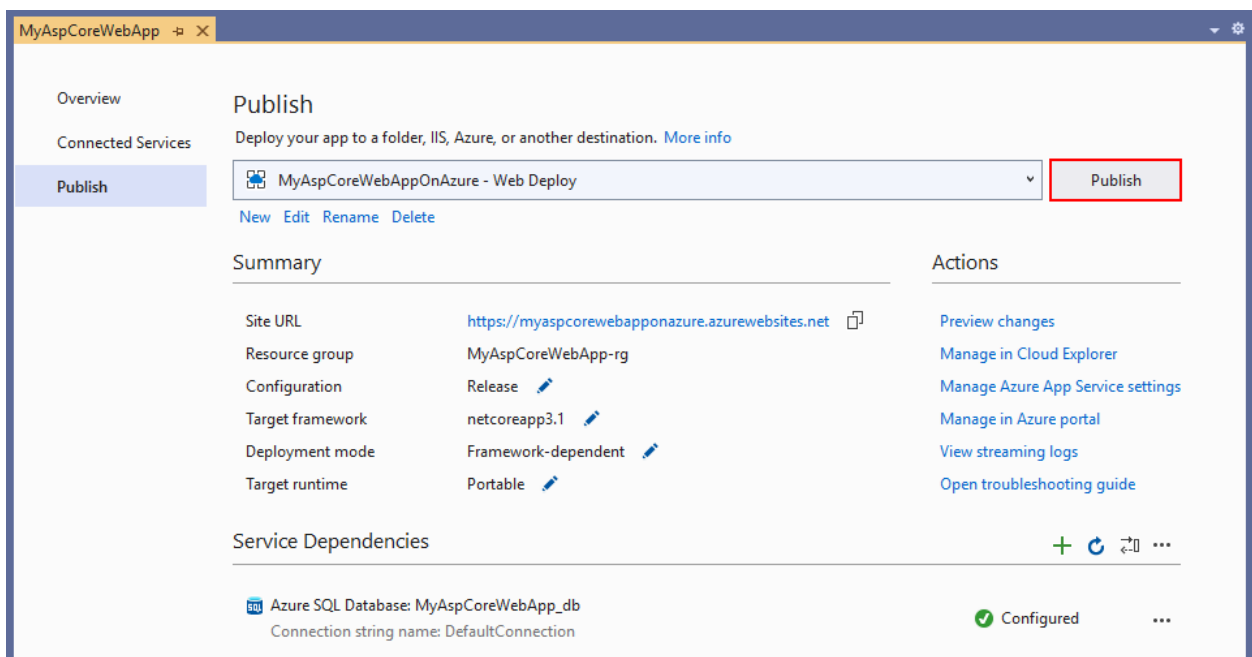 MyAspCoreWebApp
Overview
Connected Services
Publish
Publish
Deploy your app to a folder, IIS, Azure, or another destination. More info
MyAspCoreWebAppOnAzure - Web Deploy
Publish
New Edit Rename Delete
Summary
Site URL https://myaspcorewebapponazure.azurewebsites.net
Resource group MyAspCoreWebApp-rg
Configuration Release
Target framework netcoreapp3.1
Deployment mode Framework-dependent
Target runtime Portable
Actions
Preview changes
Manage in Cloud Explorer
Manage Azure App Service settings
Manage in Azure portal
View streaming logs
Open troubleshooting guide
Service Dependencies
SQL
Azure SQL Database: MyAspCoreWebApp_db
Connection string name: DefaultConnection
Configured